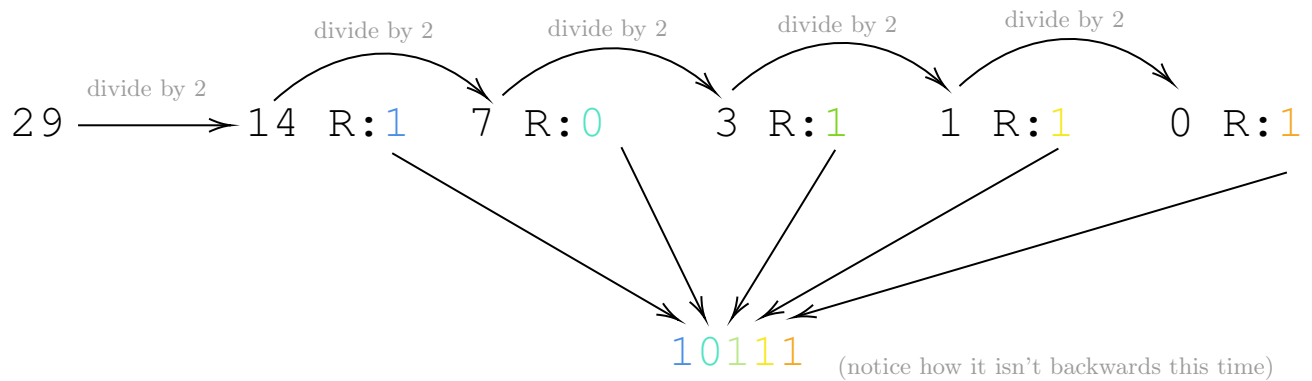 divide by 2 divide by 2 divide by 2 divide by 2
divide by 2
29 14 R:1 7 R:0 3 R:1 1 R:1 0 R:1
10111
(notice how it isn't backwards this time)